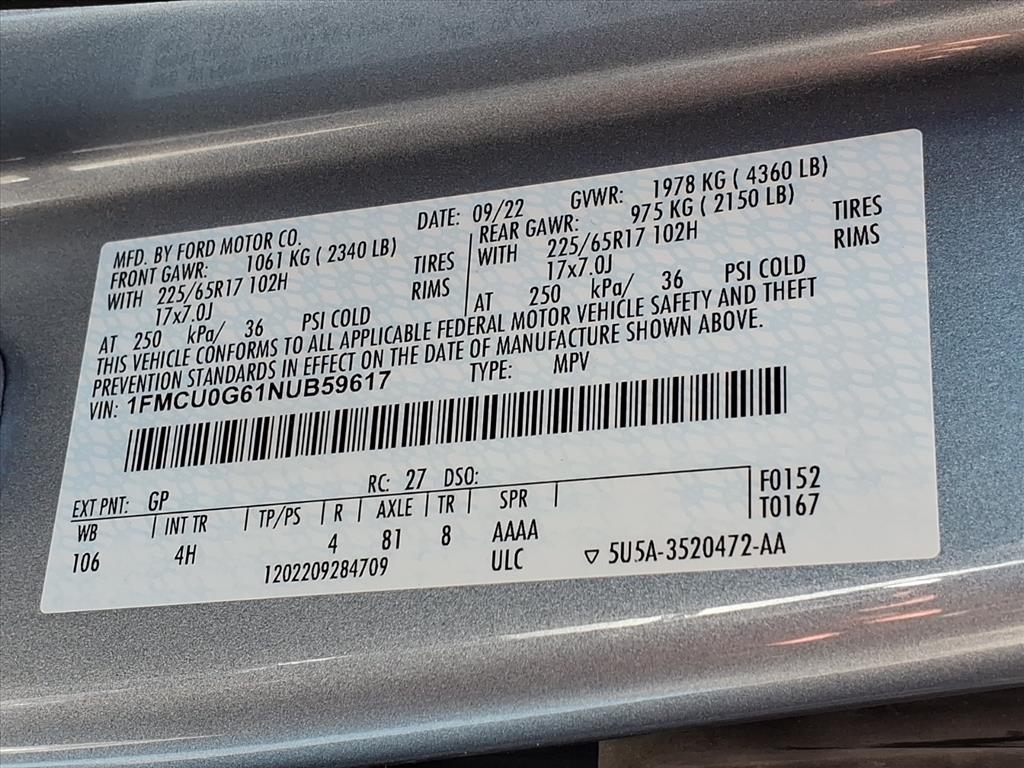 MFD. BY FORD MOTOR CO. DATE: 09/22 GVWR: 1978 KG ( 4360 LB)
FRONT GAWR: 1061 KG ( 2340 LB) REAR GAWR: 975 KG ( 2150 LB)
WITH 225/65R17 102H TIRES WITH 225/65R17 102H TIRES
17x7.0J RIMS 17x7.0J RIMS
AT 250 kPa/ 36 PSI COLD AT 250 kPa/ 36 PSI COLD
THIS VEHICLE CONFORMS TO ALL APPLICABLE FEDERAL MOTOR VEHICLE SAFETY AND THEFT
PREVENTION STANDARDS IN EFFECT ON THE DATE OF MANUFACTURE SHOWN ABOVE.
VIN: 1FMCU0G61NUB59617 TYPE: MPV
EXT PNT: GP RC: 27 DSO: F0152
WB INT TR TP/PS R AXLE TR SPR T0167
106 4H 4 81 8 AAAA
1202209284709 ULC ▽ 5U5A-3520472-AA